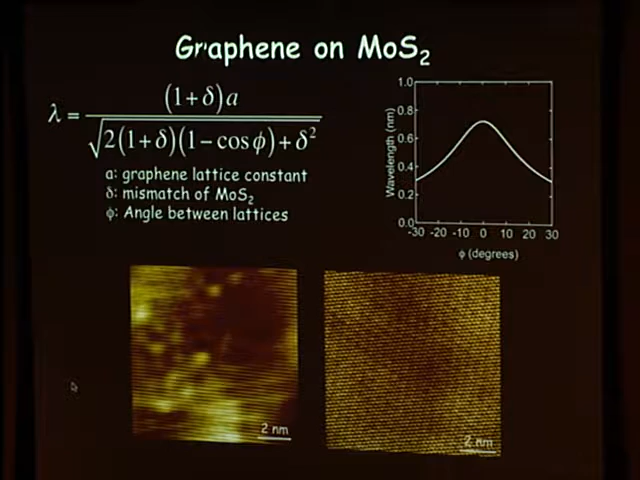 Graphene on MoS₂
λ = (1+δ)a / √(2(1+δ)(1−cosϕ)+δ²)
a: graphene lattice constant
δ: mismatch of MoS₂
ϕ: Angle between lattices
Wavelength (nm)
1.0
0.8
0.6
0.4
0.2
0.0
-30 -20 -10 0 10 20 30
ϕ (degrees)
2 nm
2 nm